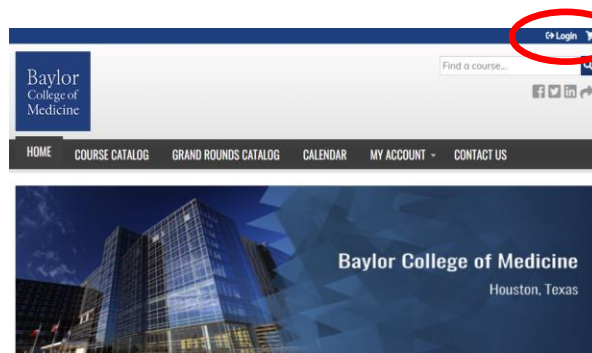 Login
Find a course...
Baylor
College of
Medicine
HOME COURSE CATALOG GRAND ROUNDS CATALOG CALENDAR MY ACCOUNT CONTACT US
Baylor College of Medicine
Houston, Texas